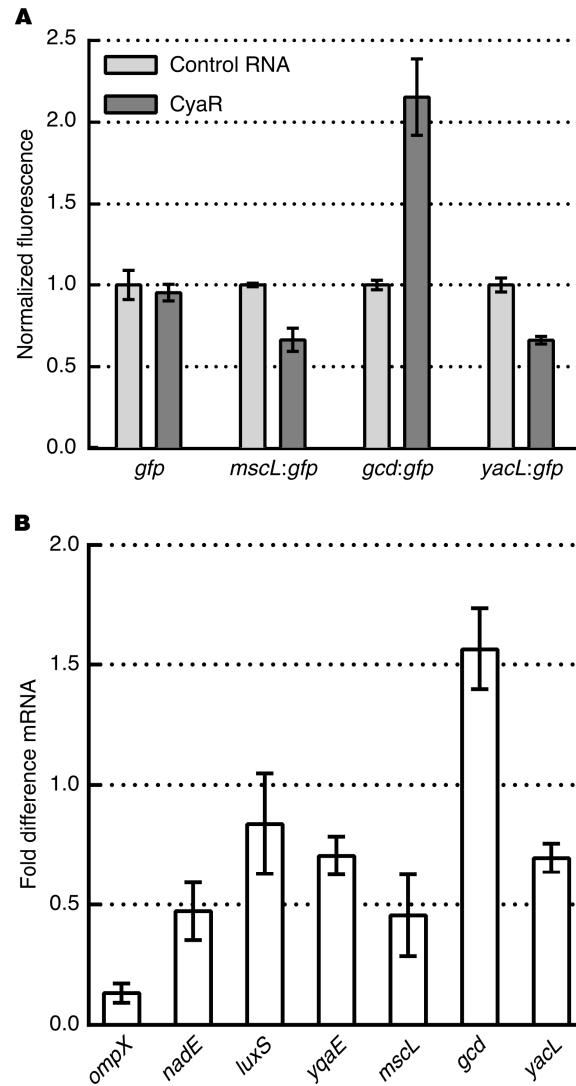 A
Normalized fluorescence
2.5
2.0
1.5
1.0
0.5
0.0
Control RNA
CyaR
gfp mscL:gfp gcd:gfp yacL:gfp
B
Fold difference mRNA
2.0
1.5
1.0
0.5
0.0
ompX nadE luxS yqaE mscL gcd yacL